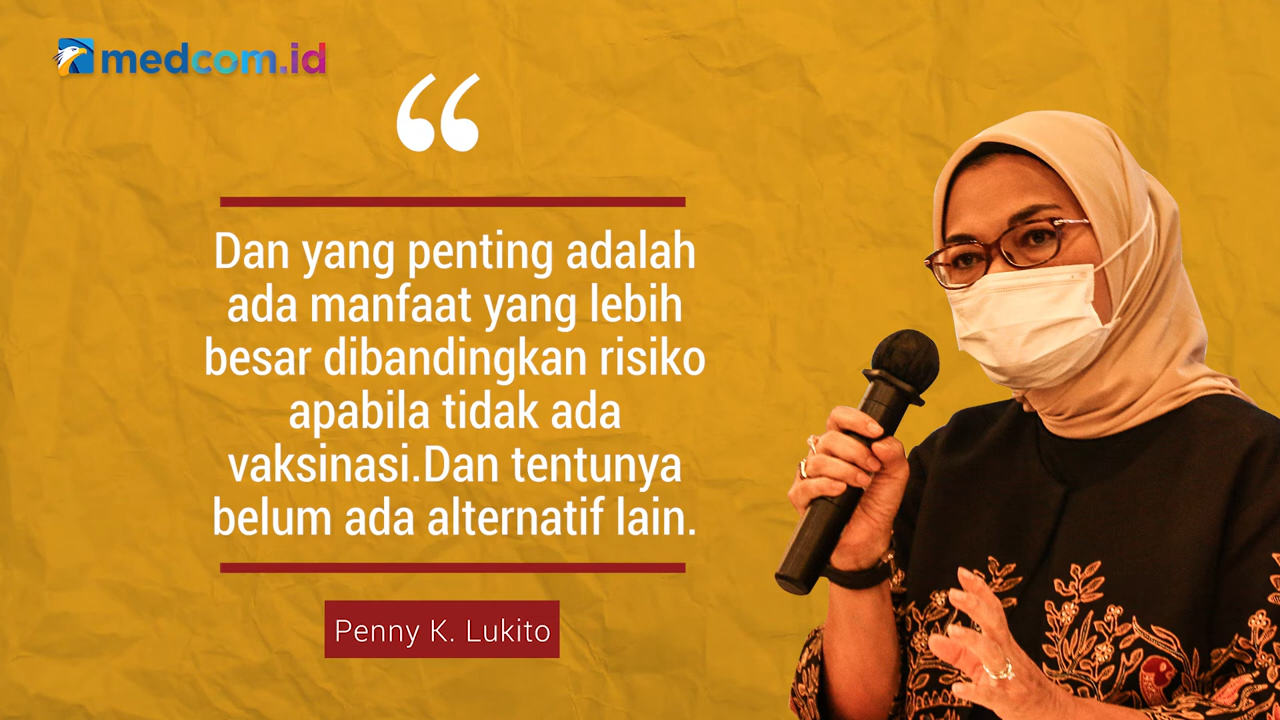 medcom.id
“
Dan yang penting adalah
ada manfaat yang lebih
besar dibandingkan risiko
apabila tidak ada
vaksinasi.Dan tentunya
belum ada alternatif lain.
Penny K. Lukito